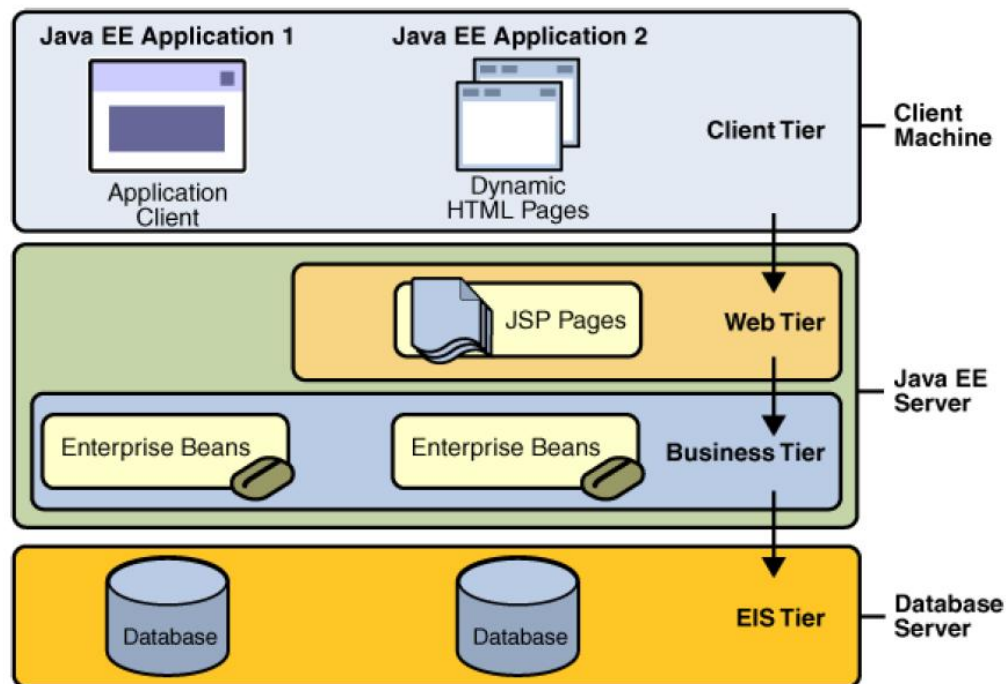 Java EE Application 1
Java EE Application 2
Client Tier
Client
Machine
Application
Client
Dynamic
HTML Pages
JSP Pages
Web Tier
Java EE
Server
Enterprise Beans
Enterprise Beans
Business Tier
Database
Database
EIS Tier
Database
Server